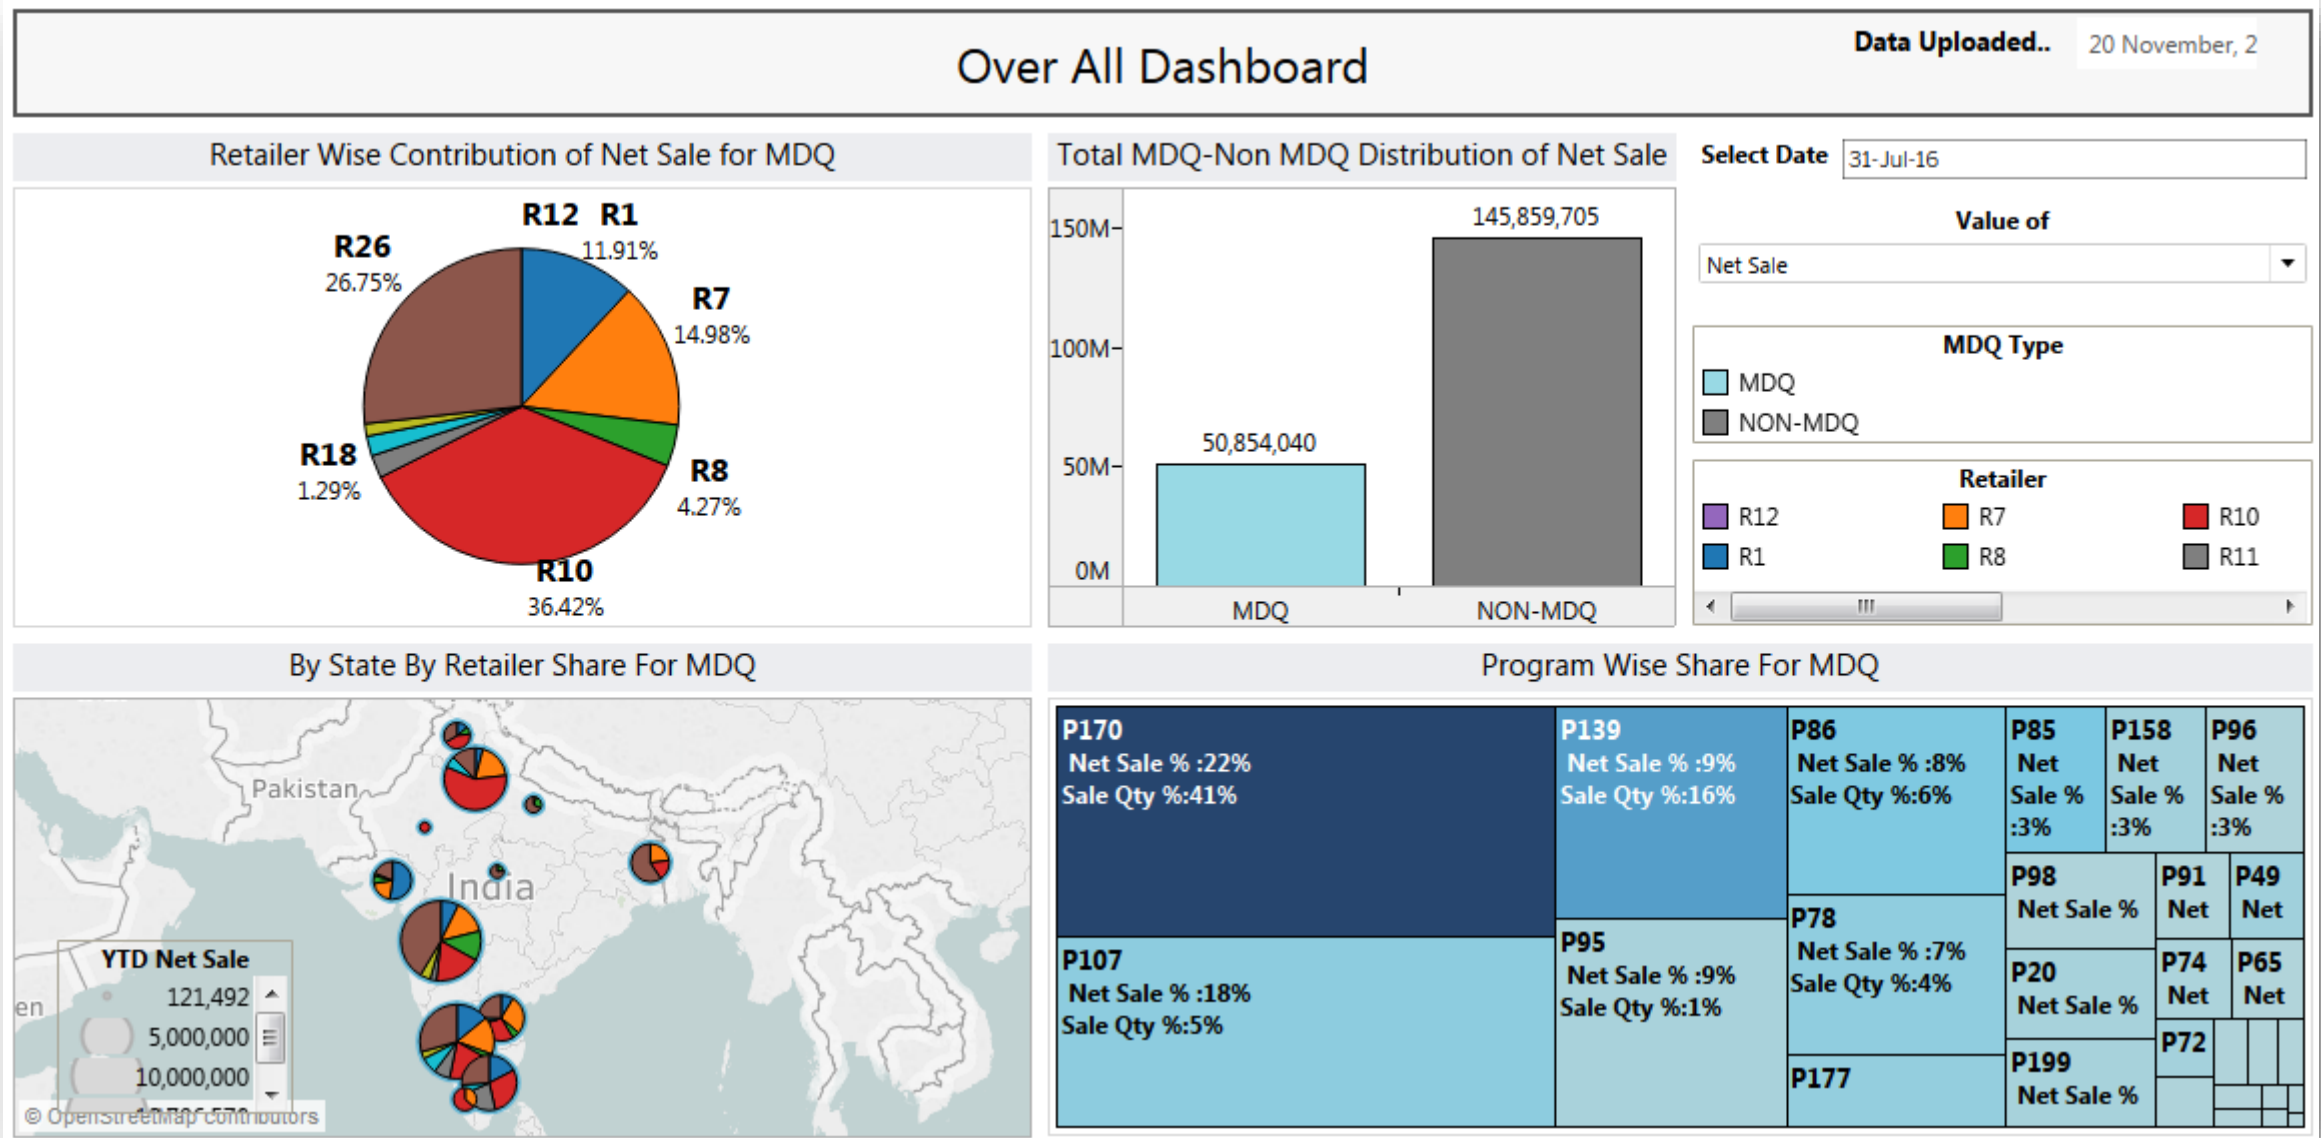 Over All Dashboard
Data Uploaded.. 20 November, 2
Retailer Wise Contribution of Net Sale for MDQ
R12 R1
11.91%
R26
26.75%
R7
14.98%
R18
1.29%
R8
4.27%
R10
36.42%
Total MDQ-Non MDQ Distribution of Net Sale
150M
100M
50M
0M
145,859,705
50,854,040
MDQ NON-MDQ
Select Date 31-Jul-16
Value of
Net Sale
MDQ Type
MDQ
NON-MDQ
Retailer
R12 R7 R10
R1 R8 R11
By State By Retailer Share For MDQ
Pakistan
India
en
YTD Net Sale
121,492
5,000,000
10,000,000
© OpenStreetMap contributors
Program Wise Share For MDQ
P170
Net Sale % :22%
Sale Qty %:41%
P107
Net Sale % :18%
Sale Qty %:5%
P139
Net Sale % :9%
Sale Qty %:16%
P95
Net Sale % :9%
Sale Qty %:1%
P86
Net Sale % :8%
Sale Qty %:6%
P78
Net Sale % :7%
Sale Qty %:4%
P177
P85
Net
Sale %
:3%
P158
Net
Sale %
:3%
P96
Net
Sale %
:3%
P98
Net Sale %
P20
Net Sale %
P199
Net Sale %
P91
Net
P49
Net
P74
Net
P65
Net
P72